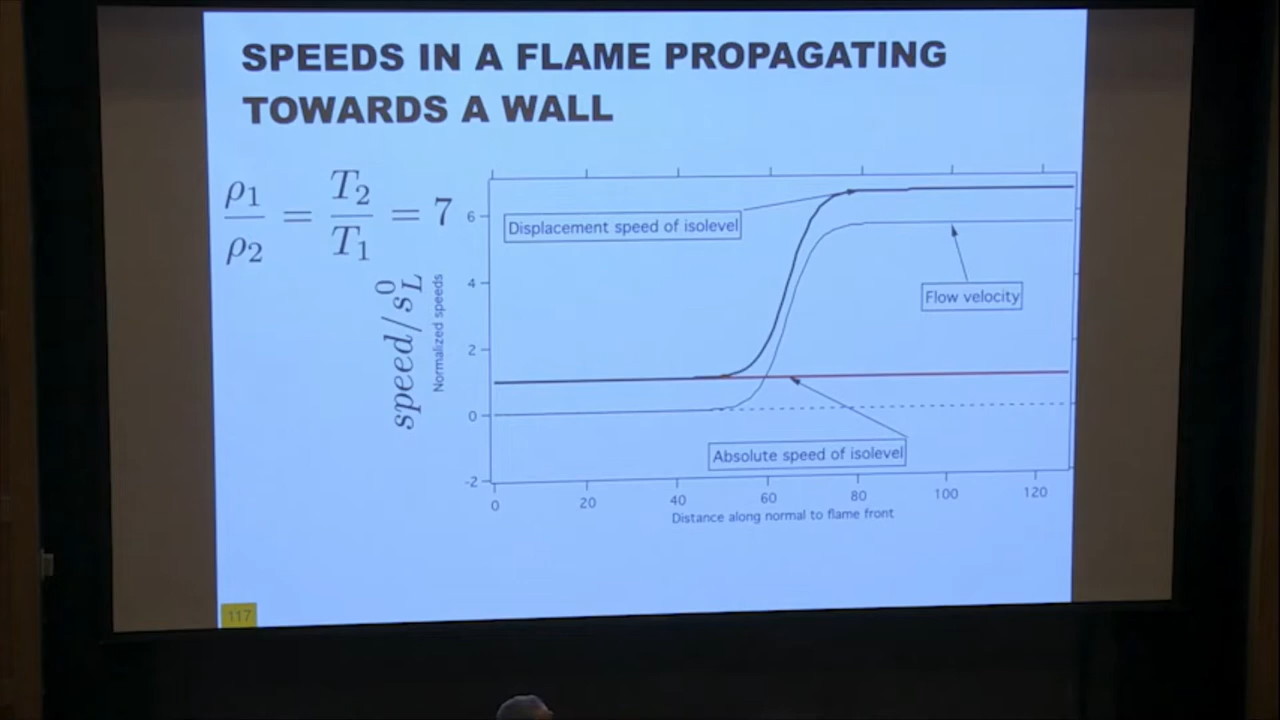 SPEEDS IN A FLAME PROPAGATING
TOWARDS A WALL
ρ1/ρ2 = T2/T1 = 7
speed/s_L^0
Normalized speeds
6
4
2
0
-2
Displacement speed of isolevel
Flow velocity
Absolute speed of isolevel
0 20 40 60 80 100 120
Distance along normal to flame front
117